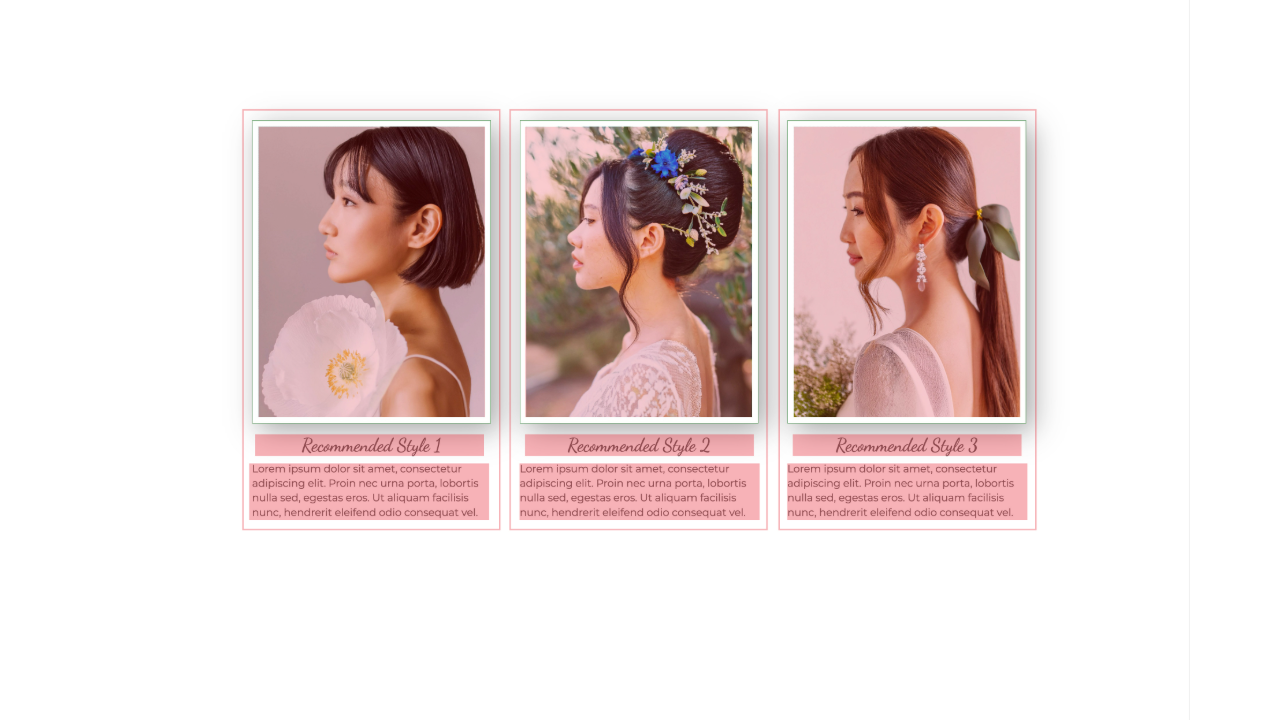 Recommended Style 1
Lorem ipsum dolor sit amet, consectetur
adipiscing elit. Proin nec urna porta, lobortis
nulla sed, egestas eros. Ut aliquam facilisis
nunc, hendrerit eleifend odio consequat vel.
Recommended Style 2
Lorem ipsum dolor sit amet, consectetur
adipiscing elit. Proin nec urna porta, lobortis
nulla sed, egestas eros. Ut aliquam facilisis
nunc, hendrerit eleifend odio consequat vel.
Recommended Style 3
Lorem ipsum dolor sit amet, consectetur
adipiscing elit. Proin nec urna porta, lobortis
nulla sed, egestas eros. Ut aliquam facilisis
nunc, hendrerit eleifend odio consequat vel.